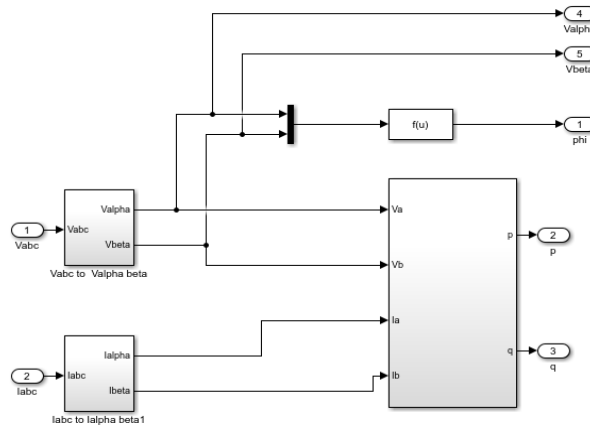 4
Valph
5
Vbeta
f(u)
1
phi
1
Vabc
Vabc
Valpha
Vbeta
Vabc to Valpha beta
Va
Vb
Ia
Ib
p
q
2
p
3
q
2
Iabc
Iabc
Ialpha
Ibeta
Iabc to Ialpha beta1